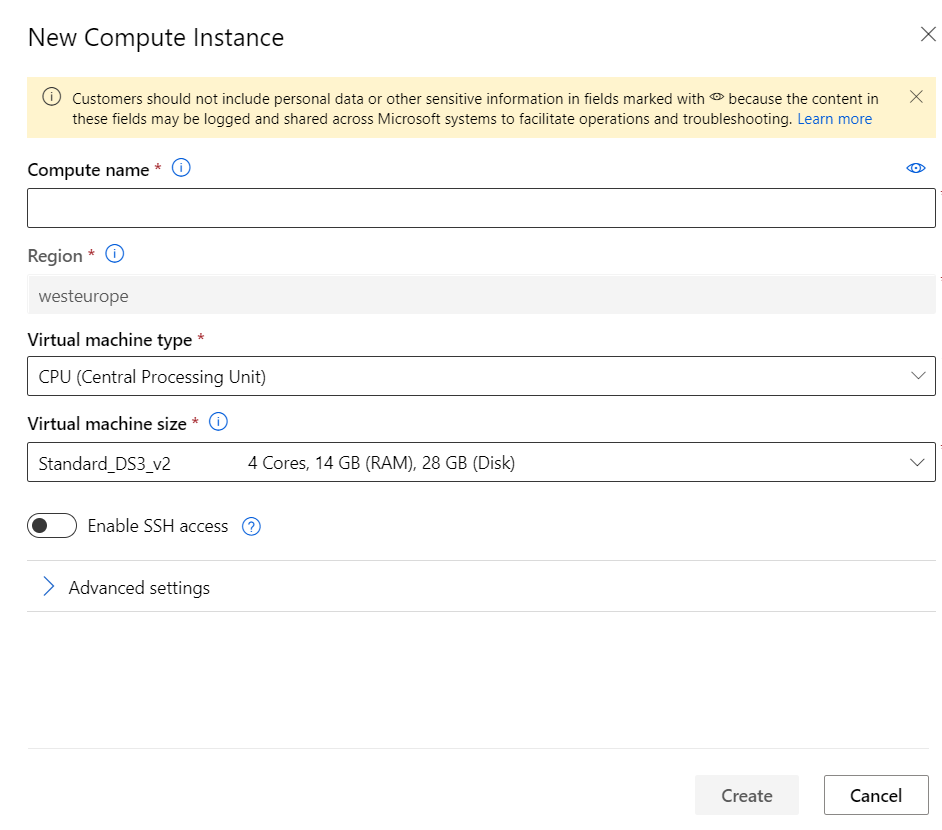 New Compute Instance
Customers should not include personal data or other sensitive information in fields marked with because the content in
these fields may be logged and shared across Microsoft systems to facilitate operations and troubleshooting. Learn more
Compute name *
Region *
westeurope
Virtual machine type *
CPU (Central Processing Unit)
Virtual machine size *
Standard_DS3_v2 4 Cores, 14 GB (RAM), 28 GB (Disk)
Enable SSH access
Advanced settings
Create Cancel